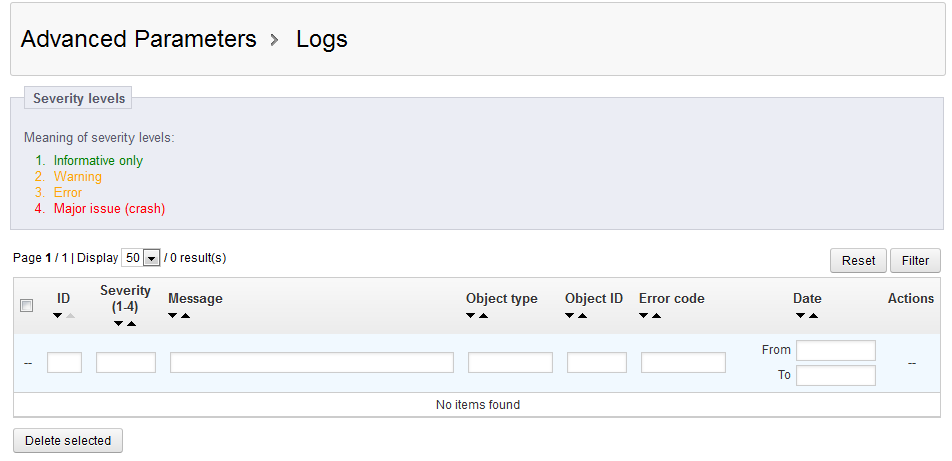 Advanced Parameters > Logs
Severity levels
Meaning of severity levels:
1. Informative only
2. Warning
3. Error
4. Major issue (crash)
Page 1 / 1 | Display 50 / 0 result(s)
Reset Filter
ID Severity (1-4) Message Object type Object ID Error code Date Actions
-- From --
To
No items found
Delete selected